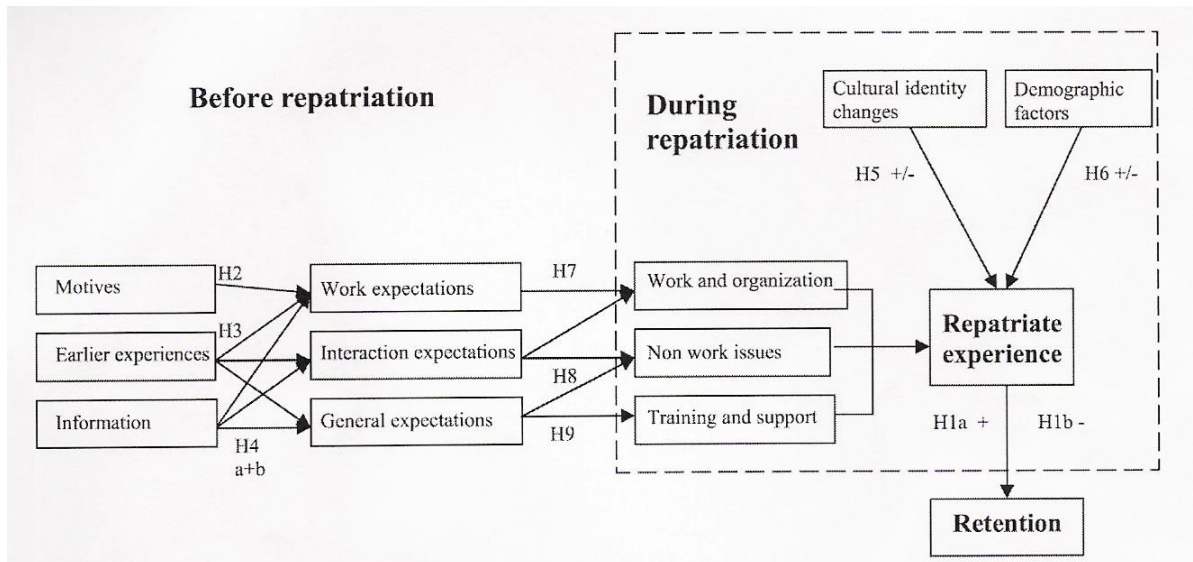 Before repatriation
During
repatriation
Cultural identity
changes
Demographic
factors
H5 +/-
H6 +/-
Motives
Earlier experiences
Information
H2
H3
H4
a+b
Work expectations
Interaction expectations
General expectations
H7
H8
H9
Work and organization
Non work issues
Training and support
Repatriate
experience
H1a +
H1b -
Retention